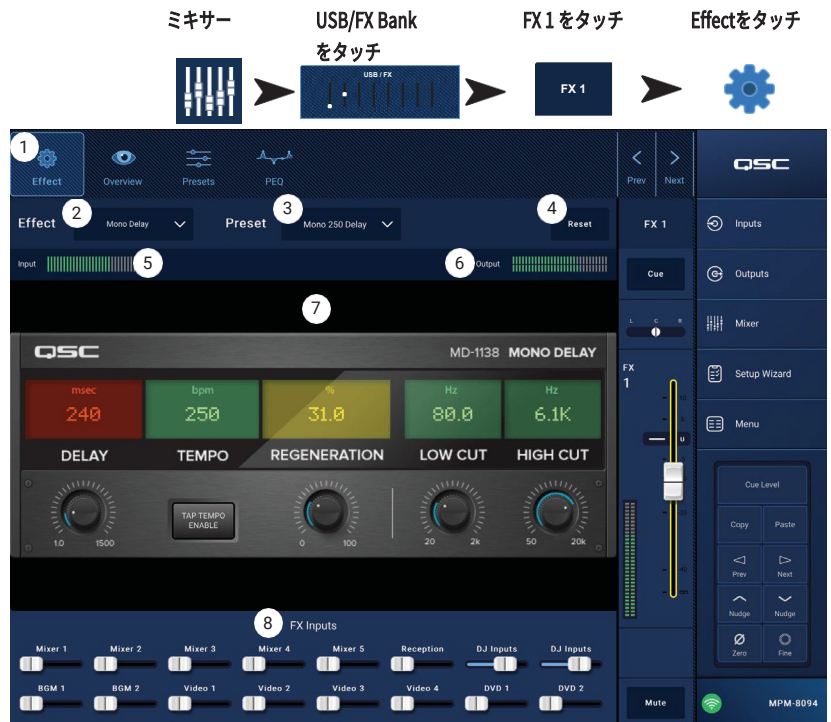 ミキサー
USB/FX Bank
をタッチ
FX 1 をタッチ
Effectをタッチ
USB / FX
FX 1
1
Effect
Overview
Presets
PEQ
Prev
Next
QSC
Effect
2
Mono Delay
Preset
3
Mono 250 Delay
4
Reset
FX 1
Inputs
Input
5
6
Output
Cue
Outputs
7
L C R
Mixer
QSC
MD-1138 MONO DELAY
FX
1
Setup Wizard
msec
240
bpm
250
%
31.0
Hz
80.0
Hz
6.1K
10
5
U
Menu
DELAY
TEMPO
REGENERATION
LOW CUT
HIGH CUT
TAP TEMPO
ENABLE
1.0 1500
0 100
20 2k
50 20k
20
40
Cue Level
Copy
Paste
Prev
Next
Nudge
Nudge
Zero
Fine
8
FX Inputs
Mixer 1
Mixer 2
Mixer 3
Mixer 4
Mixer 5
Reception
DJ Inputs
DJ Inputs
BGM 1
BGM 2
Video 1
Video 2
Video 3
Video 4
DVD 1
DVD 2
Mute
MPM-8094